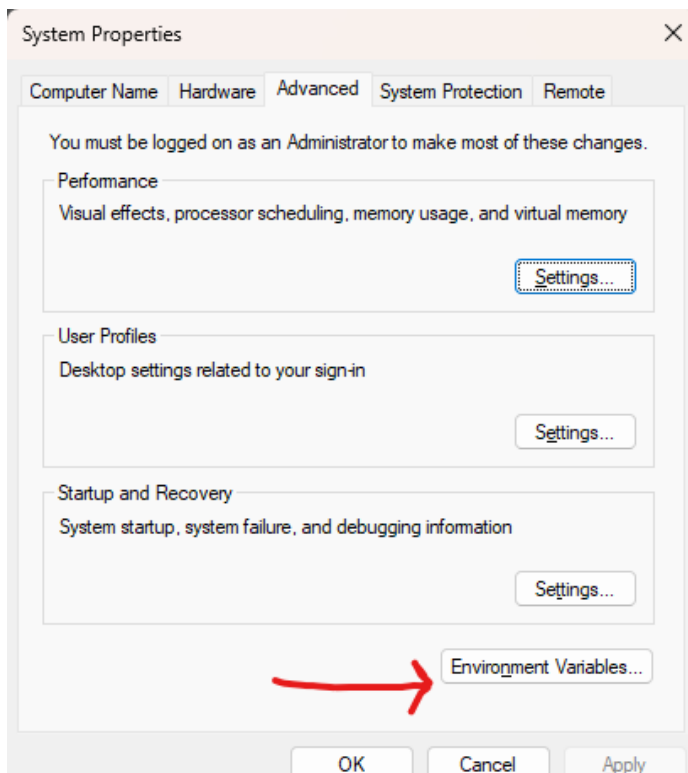 System Properties
Computer Name Hardware Advanced System Protection Remote
You must be logged on as an Administrator to make most of these changes.
Performance
Visual effects, processor scheduling, memory usage, and virtual memory
Settings...
User Profiles
Desktop settings related to your sign-in
Settings...
Startup and Recovery
System startup, system failure, and debugging information
Settings...
Environment Variables...
OK Cancel Apply